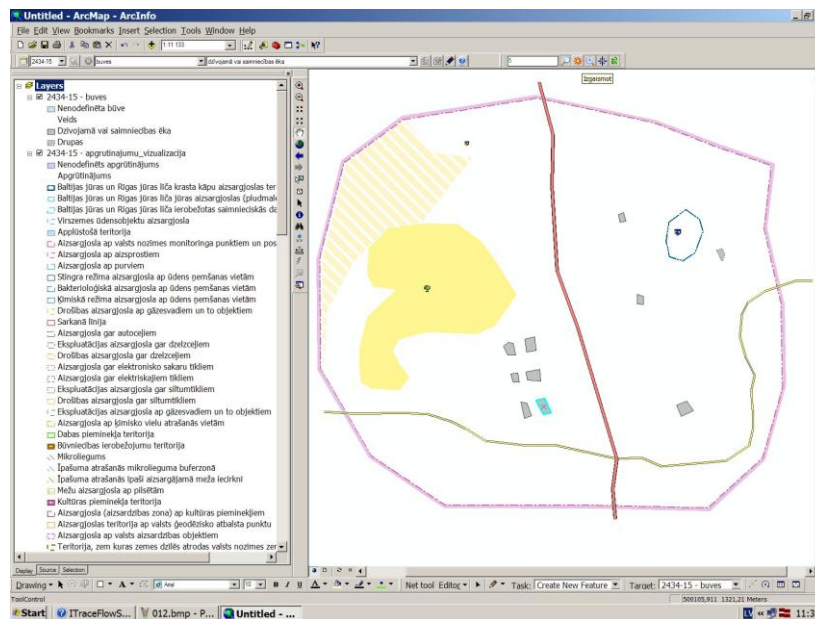 Untitled - ArcMap - ArcInfo
File Edit View Bookmarks Insert Selection Tools Window Help
1:11 133
2434-15 buves dzīvojamā vai saimniecības ēka 5
Izgaismot
Layers
2434-15 - buves
Nenodefinēta būve
Veids
Dzīvojamā vai saimniecības ēka
Drupas
2434-15 - apgrutinajumu_vizualizacija
Nenodefinēts apgrūtinājums
Apgrūtinājums
Baltijas jūras un Rīgas jūras līča krasta kāpu aizsargjoslas ter
Baltijas jūras un Rīgas jūras līča jūras aizsargjoslas (pludmale
Baltijas jūras un Rīgas jūras līča ierobežotas saimnieciskās da
Virszemes ūdensobjektu aizsargjosla
Applūstošā teritorija
Aizsargjosla ap valsts nozīmes monitoringa punktiem un pos
Aizsargjosla ap aizsprostiem
Aizsargjosla ap purviem
Stingra režīma aizsargjosla ap ūdens ņemšanas vietām
Bakterioloģiskā aizsargjosla ap ūdens ņemšanas vietām
Ķīmiskā režīma aizsargjosla ap ūdens ņemšanas vietām
Drošības aizsargjosla ap gāzesvadiem un to objektiem
Sarkanā līnija
Aizsargjosla gar autoceļiem
Ekspluatācijas aizsargjosla gar dzelzceļiem
Drošības aizsargjosla gar dzelzceļiem
Aizsargjosla gar elektronisko sakaru tīkliem
Aizsargjosla gar elektriskajiem tīkliem
Ekspluatācijas aizsargjosla gar siltumtīkliem
Drošības aizsargjosla gar siltumtīkliem
Ekspluatācijas aizsargjosla ap gāzesvadiem un to objektiem
Aizsargjosla ap ķīmisko vielu atrašanās vietām
Dabas pieminekļa teritorija
Būvniecības ierobežojumu teritorija
Mikroliegums
Īpašuma atrašanās mikrolieguma buferzonā
Īpašuma atrašanās īpaši aizsargājamā meža iecirknī
Mežu aizsargjosla ap pilsētām
Kultūras pieminekļa teritorija
Aizsargjosla (aizsardzības zona) ap kultūras pieminekļiem
Aizsargjoslas teritorija ap valsts ģeodēzisko atbalsta punktu
Aizsargjosla ap valsts aizsardzības objektiem
Teritorija, zem kuras zemes dzīlēs atrodas valsts nozīmes zem
Display Source Selection
Drawing Arial 10 B I U A Net tool Editor Task: Create New Feature Target: 2434-15 - buves
ToolControl 500105,911 1321,21 Meters
Start ITraceFlowS... 012.bmp - P... Untitled - ... LV 11:3